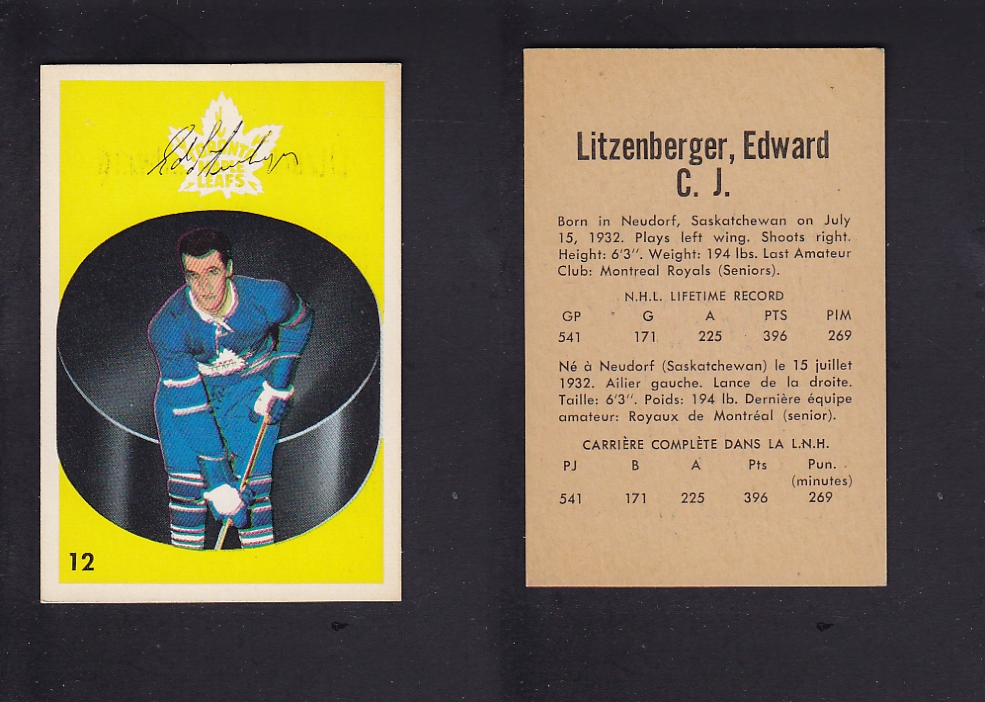 TORONTO
MAPLE
LEAFS
12
Litzenberger, Edward
C. J.
Born in Neudorf, Saskatchewan on July
15, 1932. Plays left wing. Shoots right.
Height: 6'3". Weight: 194 lbs. Last Amateur
Club: Montreal Royals (Seniors).
N.H.L. LIFETIME RECORD
GP G A PTS PIM
541 171 225 396 269
Né à Neudorf (Saskatchewan) le 15 juillet
1932. Ailier gauche. Lance de la droite.
Taille: 6'3". Poids: 194 lb. Dernière équipe
amateur: Royaux de Montréal (senior).
CARRIÈRE COMPLÈTE DANS LA L.N.H.
PJ B A Pts Pun.
(minutes)
541 171 225 396 269